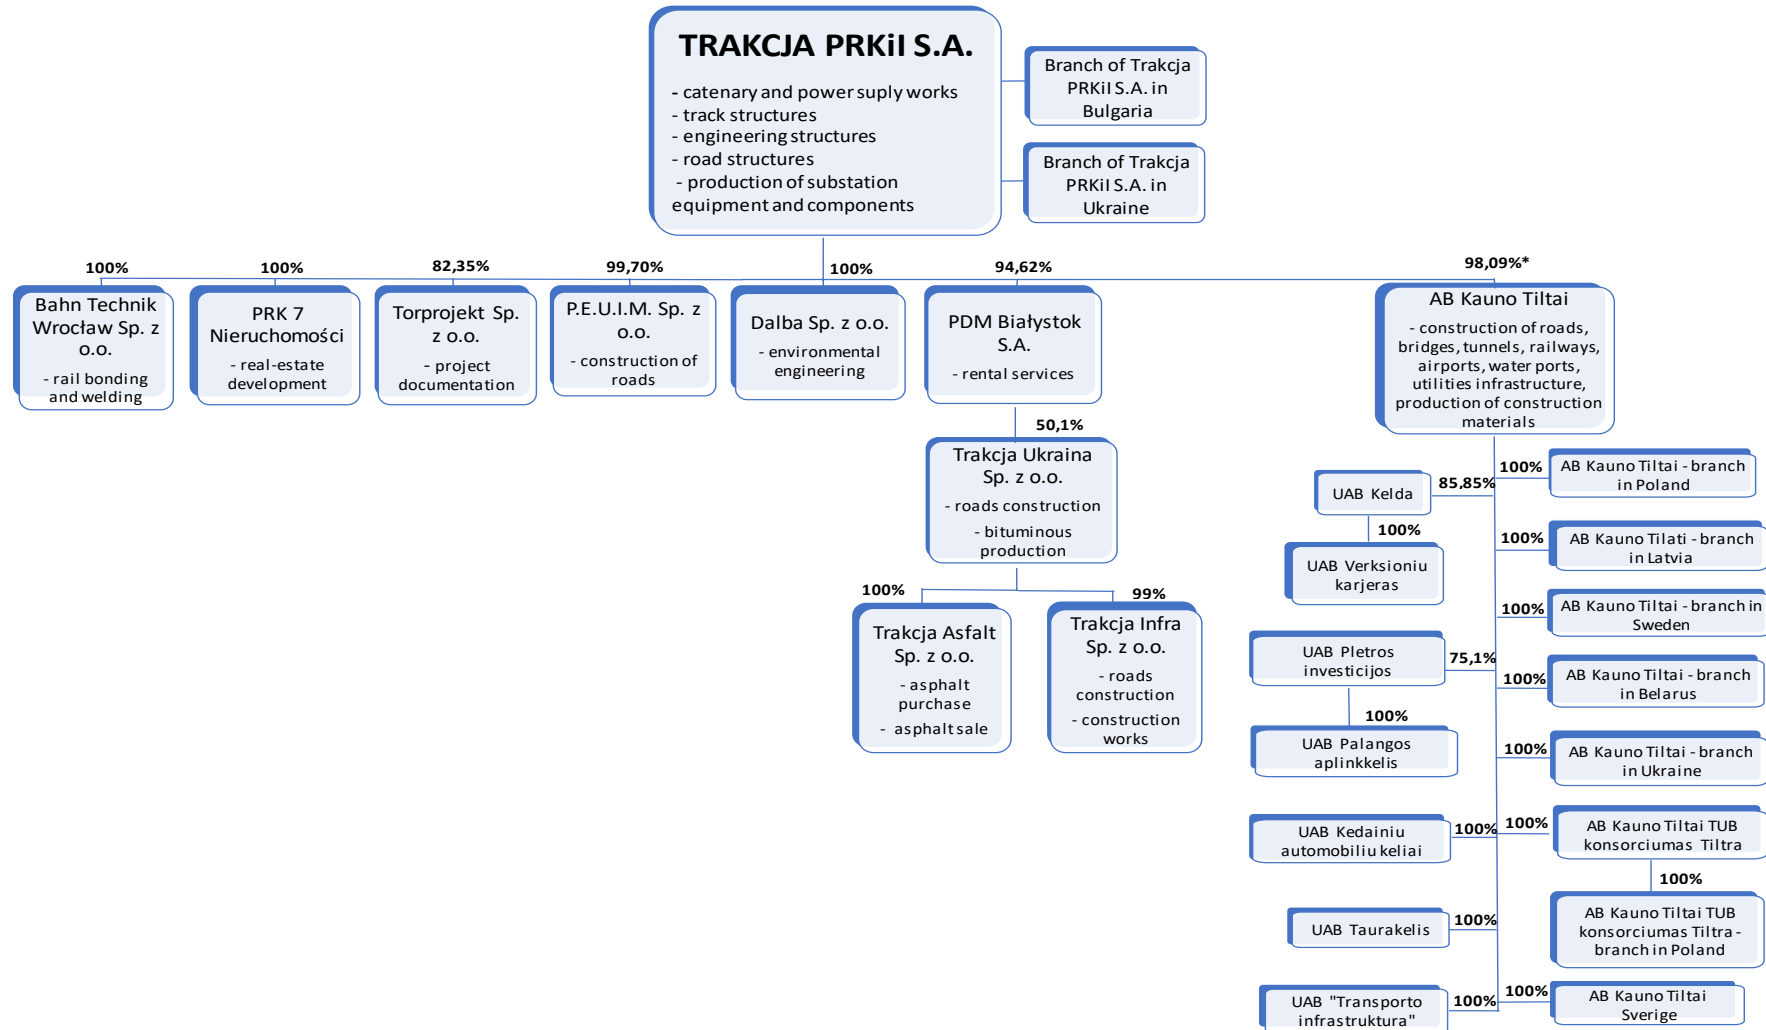 TRAKCJA PRKiI S.A.
- catenary and power suply works
- track structures
- engineering structures
- road structures
- production of substation
equipment and components
Branch of Trakcja
PRKiI S.A. in
Bulgaria
Branch of Trakcja
PRKiI S.A. in
Ukraine
100%
Bahn Technik
Wrocław Sp. z
o.o.
- rail bonding
and welding
100%
PRK 7
Nieruchomości
- real-estate
development
82,35%
Torprojekt Sp.
z o.o.
- project
documentation
99,70%
P.E.U.I.M. Sp. z
o.o.
- construction of
roads
100%
Dalba Sp. z o.o.
- environmental
engineering
94,62%
PDM Białystok
S.A.
- rental services
98,09%*
AB Kauno Tiltai
- construction of roads,
bridges, tunnels, railways,
airports, water ports,
utilities infrastructure,
production of construction
materials
50,1%
Trakcja Ukraina
Sp. z o.o.
- roads construction
- bituminous
production
100%
Trakcja Asfalt
Sp. z o.o.
- asphalt
purchase
- asphalt sale
99%
Trakcja Infra
Sp. z o.o.
- roads
construction
- construction
works
85,85%
UAB Kelda
100%
UAB Verksioniu
karjeras
75,1%
UAB Pletros
investicijos
100%
UAB Palangos
aplinkkelis
100%
UAB Kedainiu
automobiliu keliai
100%
UAB Taurakelis
100%
UAB "Transporto
infrastruktura"
100%
AB Kauno Tiltai - branch
in Poland
100%
AB Kauno Tilati - branch
in Latvia
100%
AB Kauno Tiltai - branch in
Sweden
100%
AB Kauno Tiltai - branch
in Belarus
100%
AB Kauno Tiltai - branch
in Ukraine
100%
AB Kauno Tiltai TUB
konsorciumas Tiltra
100%
AB Kauno Tiltai TUB
konsorciumas Tiltra -
branch in Poland
100%
AB Kauno Tiltai
Sverige